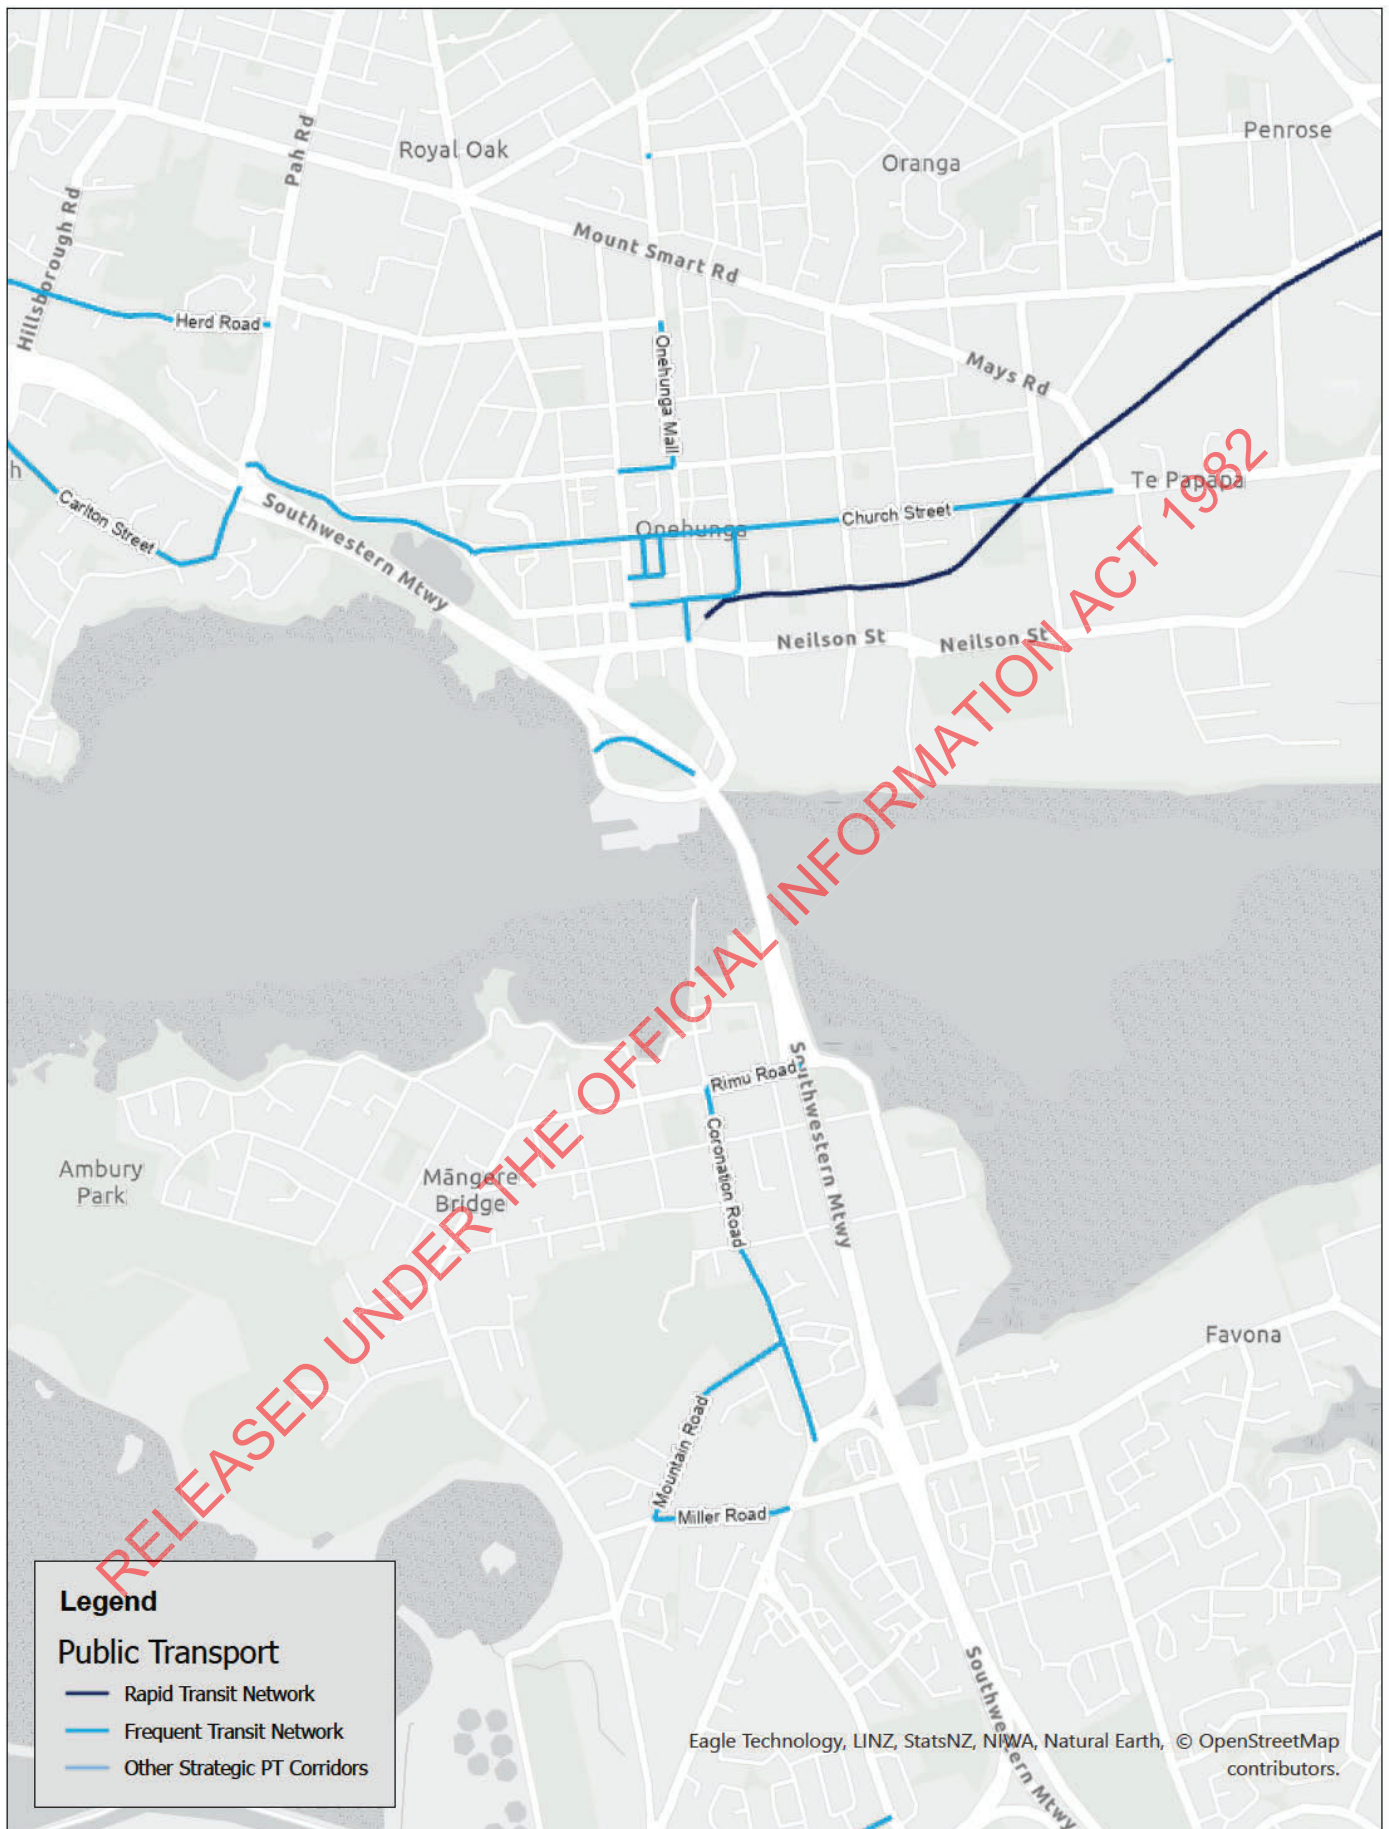 Penrose
Royal Oak
Oranga
Pah Rd
Hillsborough Rd
Mount Smart Rd
Herd Road
Onehunga Mall
Mays Rd
h
Te Papapa
Carlton Street
Southwestern Mtwy
Onehunga
Church Street
Neilson St
Neilson St
RELEASED UNDER THE OFFICIAL INFORMATION ACT 1982
Rimu Road
Southwestern Mtwy
Coronation Road
Ambury
Park
Māngere
Bridge
Favona
Mountain Road
Miller Road
Legend
Public Transport
Rapid Transit Network
Frequent Transit Network
Other Strategic PT Corridors
Southwestern Mtwy
Eagle Technology, LINZ, StatsNZ, NIWA, Natural Earth, © OpenStreetMap
contributors.